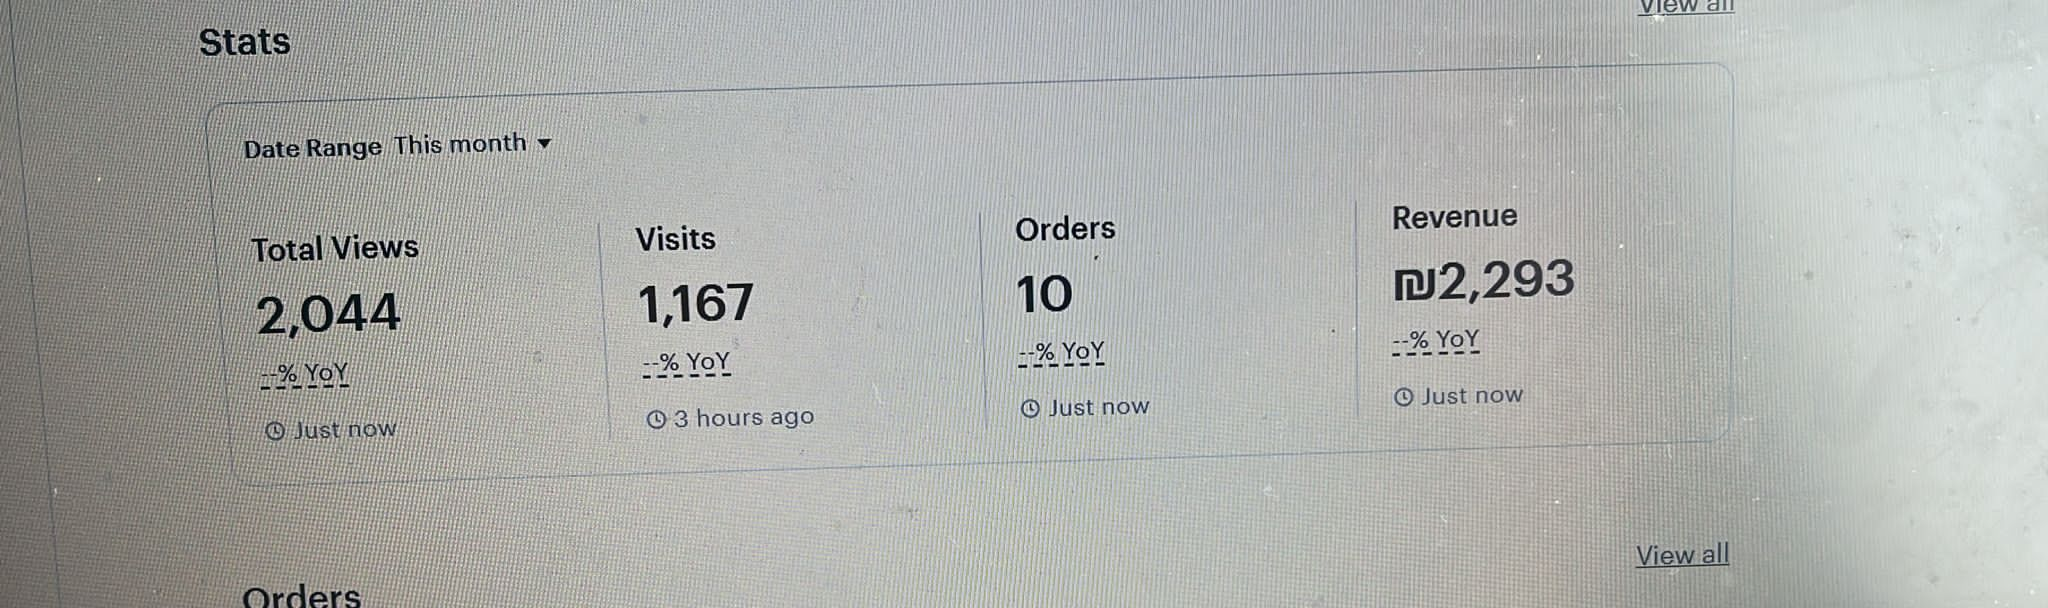 View all
Stats
Date Range This month ▼
Total Views
2,044
--% YoY
Just now
Visits
1,167
--% YoY
3 hours ago
Orders
10
--% YoY
Just now
Revenue
₪2,293
--% YoY
Just now
View all
Orders